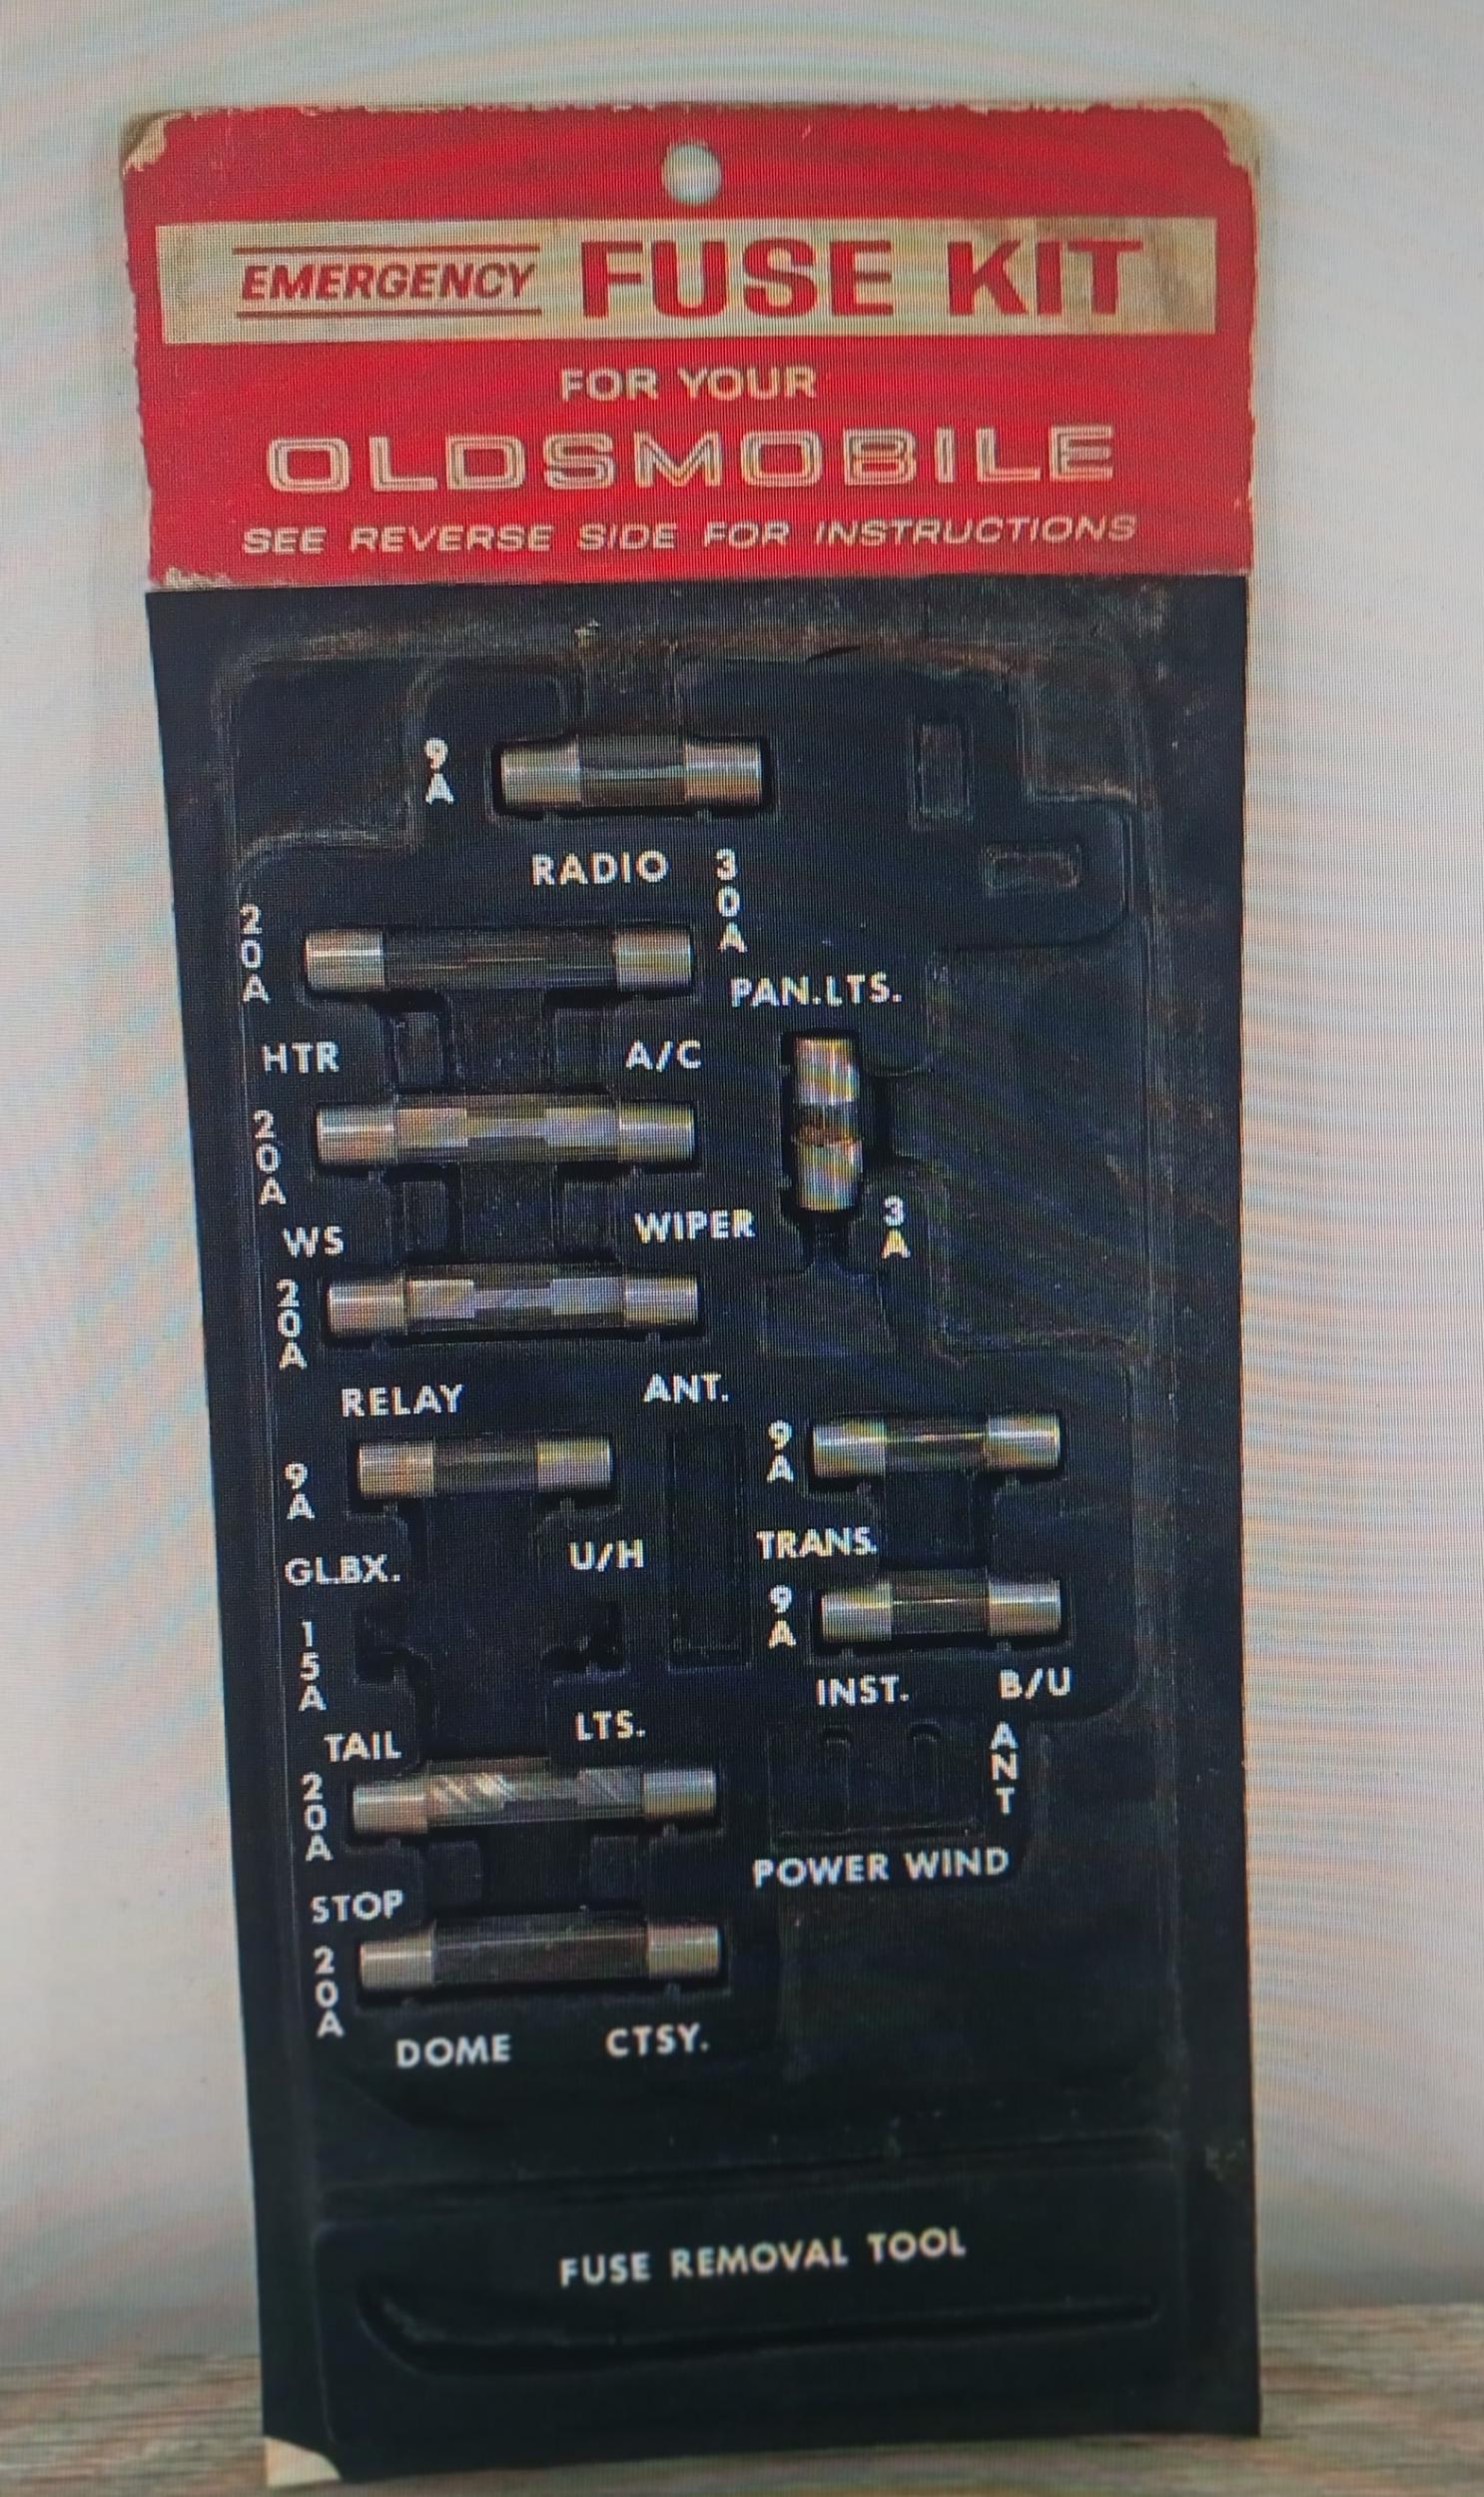 EMERGENCY FUSE KIT
FOR YOUR
OLDSMOBILE
SEE REVERSE SIDE FOR INSTRUCTIONS
9A
RADIO
30A
20A
PAN.LTS.
HTR A/C
20A
WS WIPER
3A
20A
RELAY ANT.
9A
9A
GL.BX. U/H
TRANS.
15A
9A
TAIL LTS.
INST. B/U
20A
ANT
STOP
POWER WIND
20A
DOME CTSY.
FUSE REMOVAL TOOL